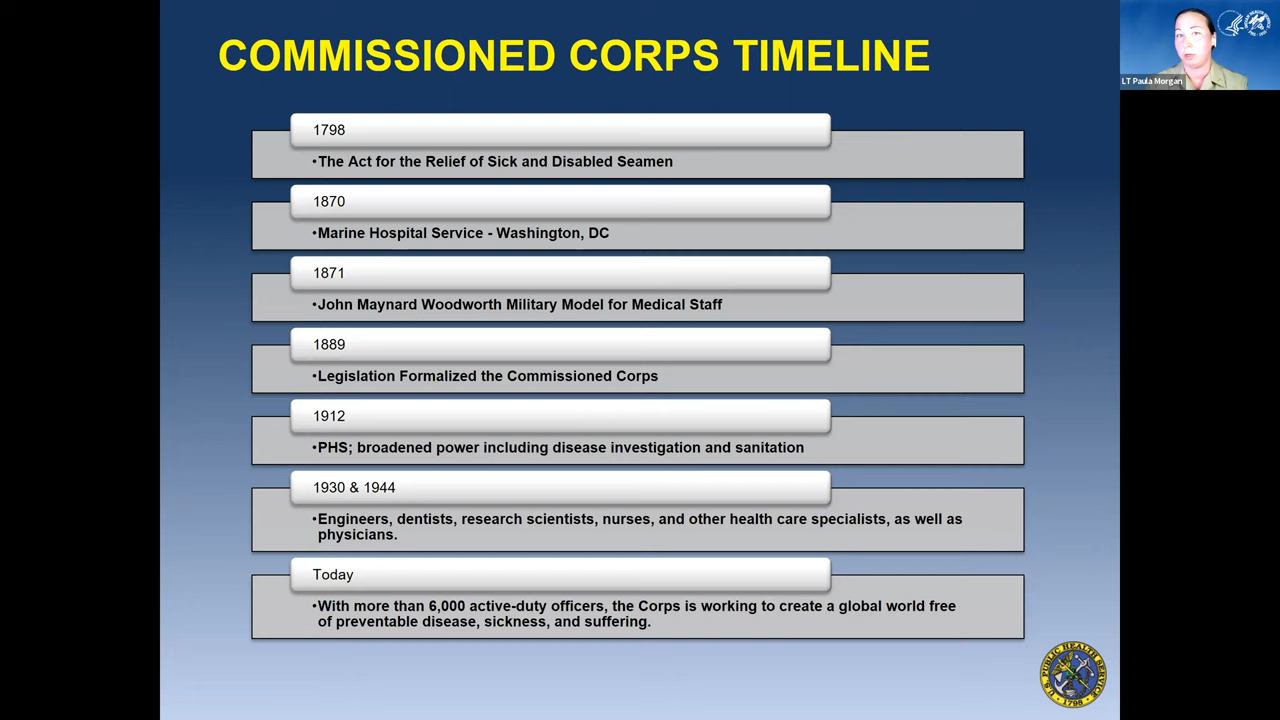 COMMISSIONED CORPS TIMELINE
LT Paula Morgan
1798
•The Act for the Relief of Sick and Disabled Seamen
1870
•Marine Hospital Service - Washington, DC
1871
•John Maynard Woodworth Military Model for Medical Staff
1889
•Legislation Formalized the Commissioned Corps
1912
•PHS; broadened power including disease investigation and sanitation
1930 & 1944
•Engineers, dentists, research scientists, nurses, and other health care specialists, as well as
physicians.
Today
•With more than 6,000 active-duty officers, the Corps is working to create a global world free
of preventable disease, sickness, and suffering.
U.S. PUBLIC HEALTH SERVICE
1798